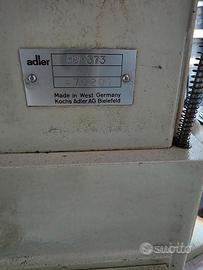 adler
Made in West Germany
Kochs Adler AG Bielefeld
subito